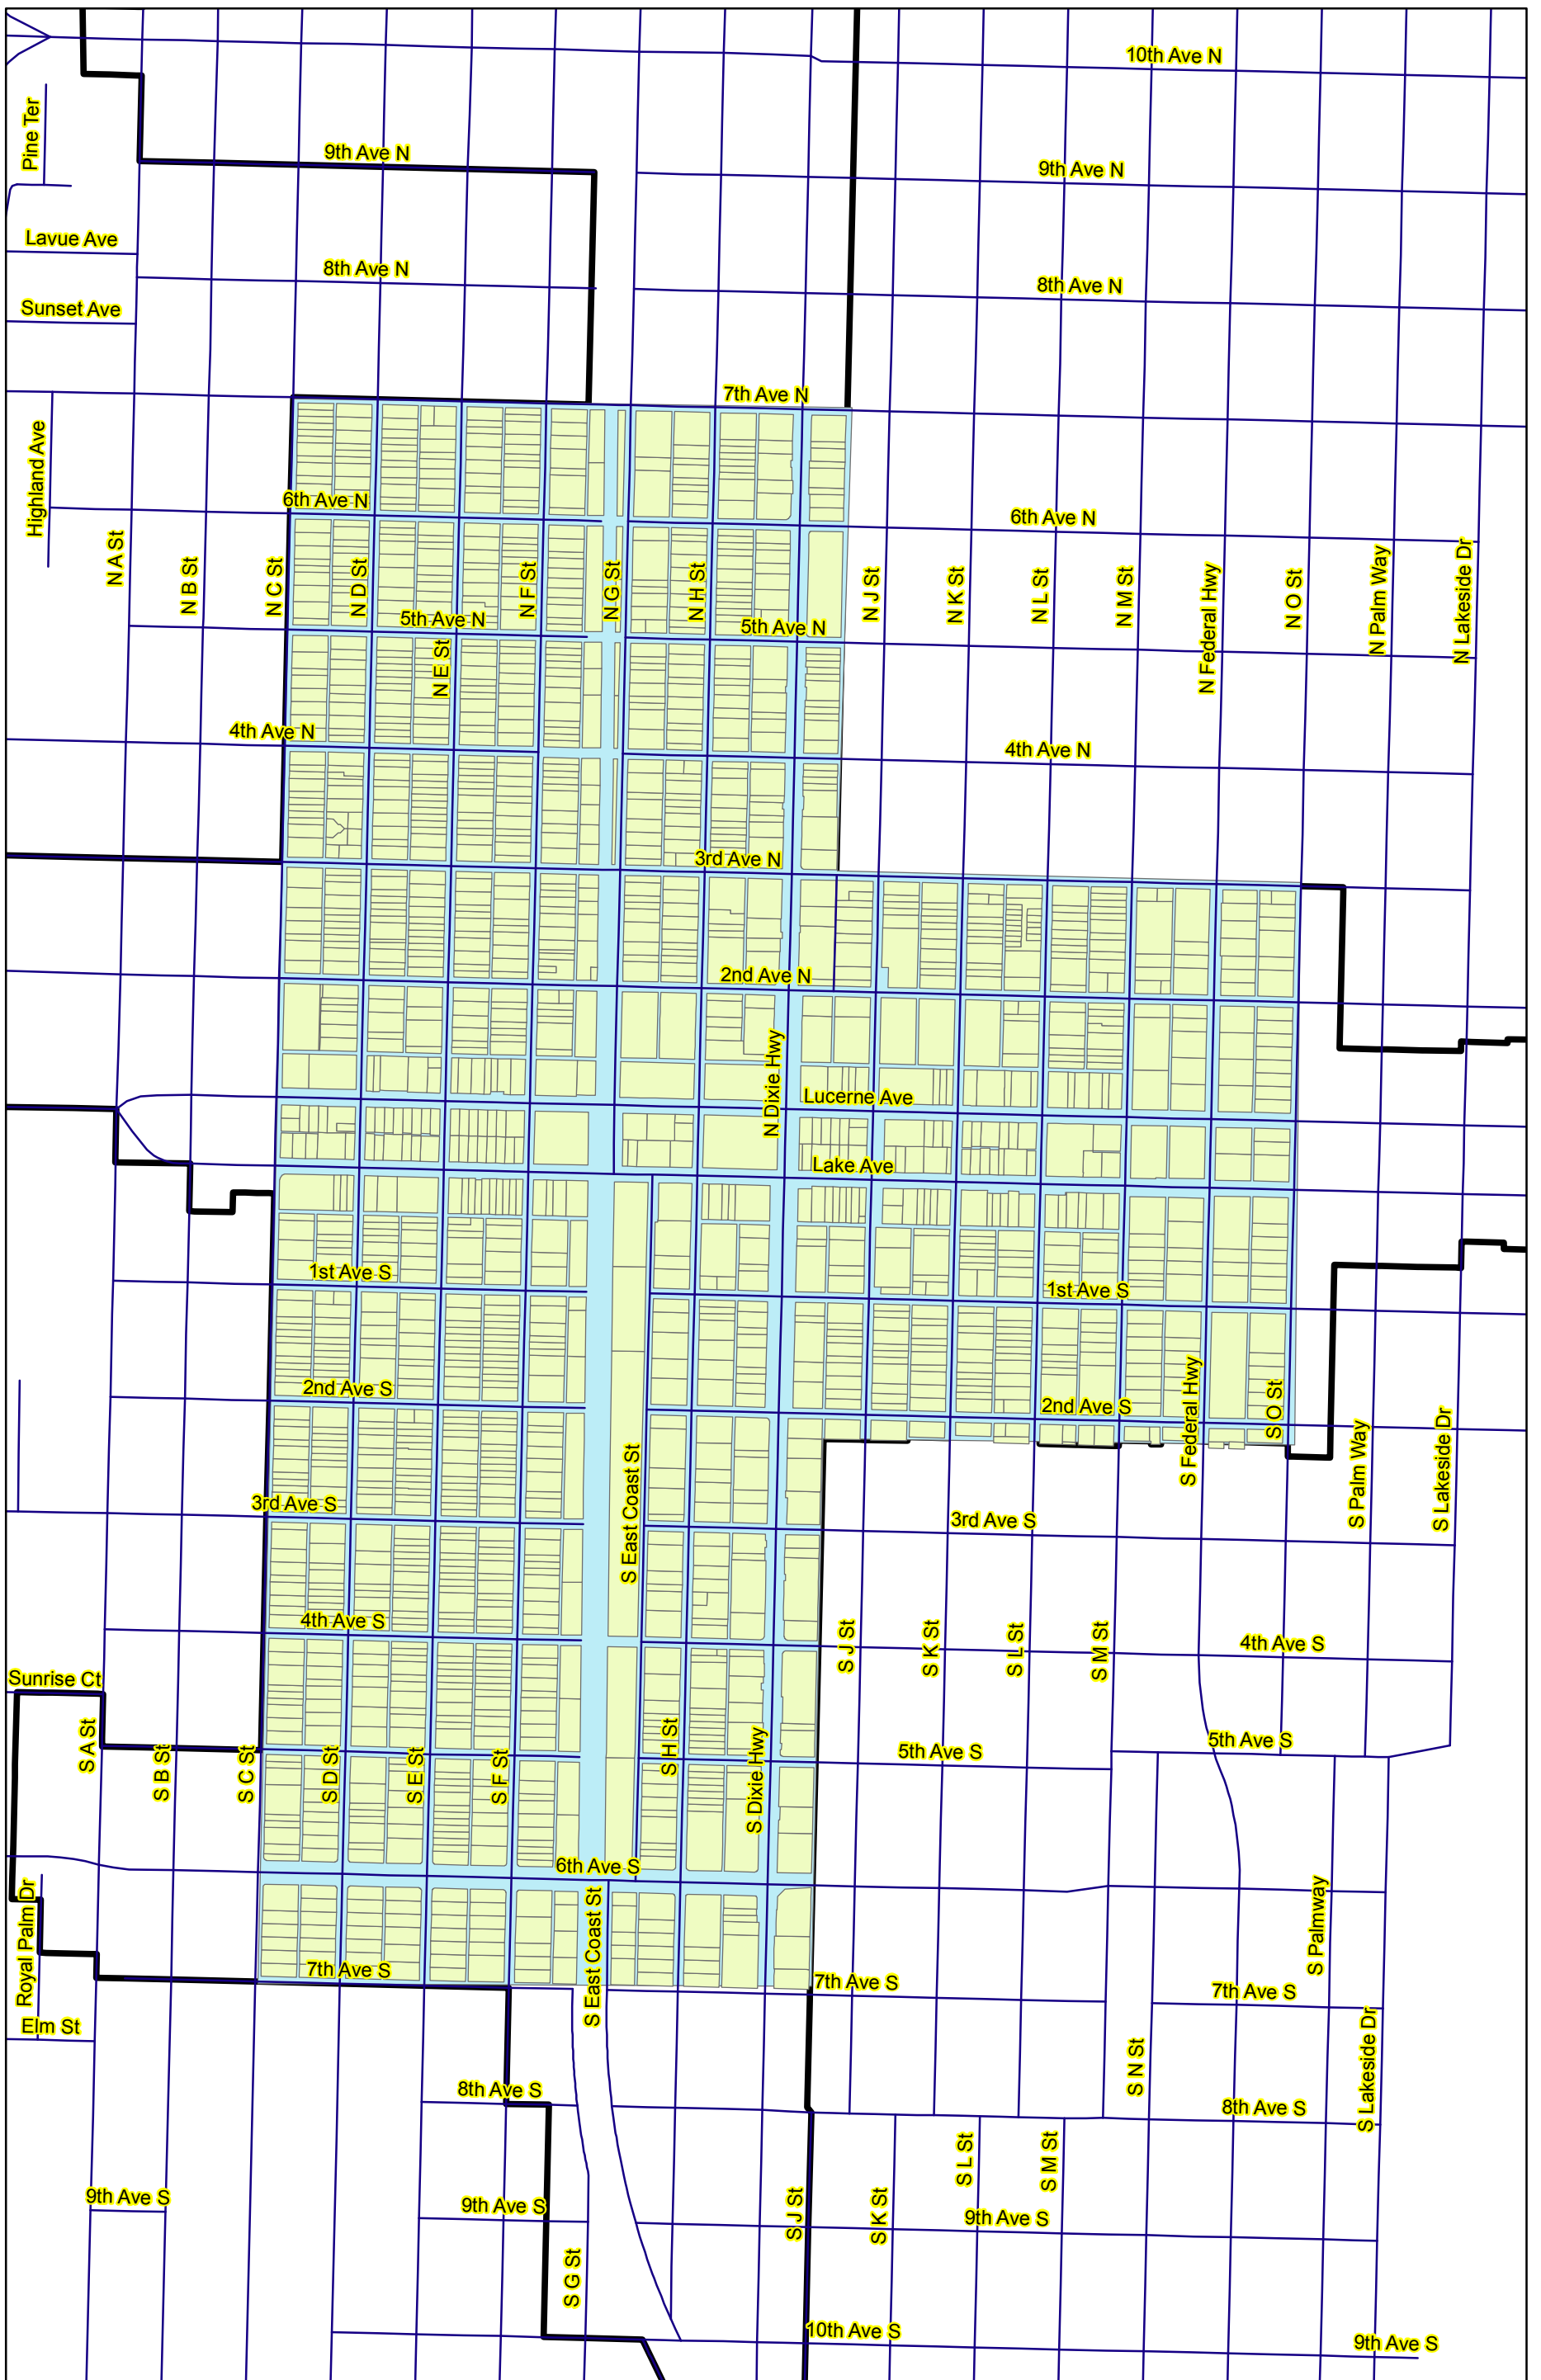 10th Ave N
Pine Ter
9th Ave N
9th Ave N
Lavue Ave
8th Ave N
8th Ave N
Sunset Ave
7th Ave N
Highland Ave
6th Ave N
6th Ave N
N A St
N B St
N C St
N D St
N F St
N G St
N H St
N J St
N K St
N L St
N M St
N Federal Hwy
N O St
N Palm Way
N Lakeside Dr
5th Ave N
5th Ave N
N E St
4th Ave N
4th Ave N
3rd Ave N
2nd Ave N
N Dixie Hwy
Lucerne Ave
Lake Ave
1st Ave S
1st Ave S
2nd Ave S
2nd Ave S
S Federal Hwy
S O St
S Palm Way
S Lakeside Dr
S East Coast St
3rd Ave S
3rd Ave S
4th Ave S
4th Ave S
S J St
S K St
S L St
S M St
Sunrise Ct
S A St
S B St
S C St
S D St
S E St
S F St
S H St
S Dixie Hwy
5th Ave S
5th Ave S
6th Ave S
Royal Palm Dr
S East Coast St
S Palmway
7th Ave S
7th Ave S
7th Ave S
Elm St
S N St
S Lakeside Dr
8th Ave S
8th Ave S
S L St
S M St
9th Ave S
9th Ave S
S J St
S K St
9th Ave S
S G St
10th Ave S
9th Ave S